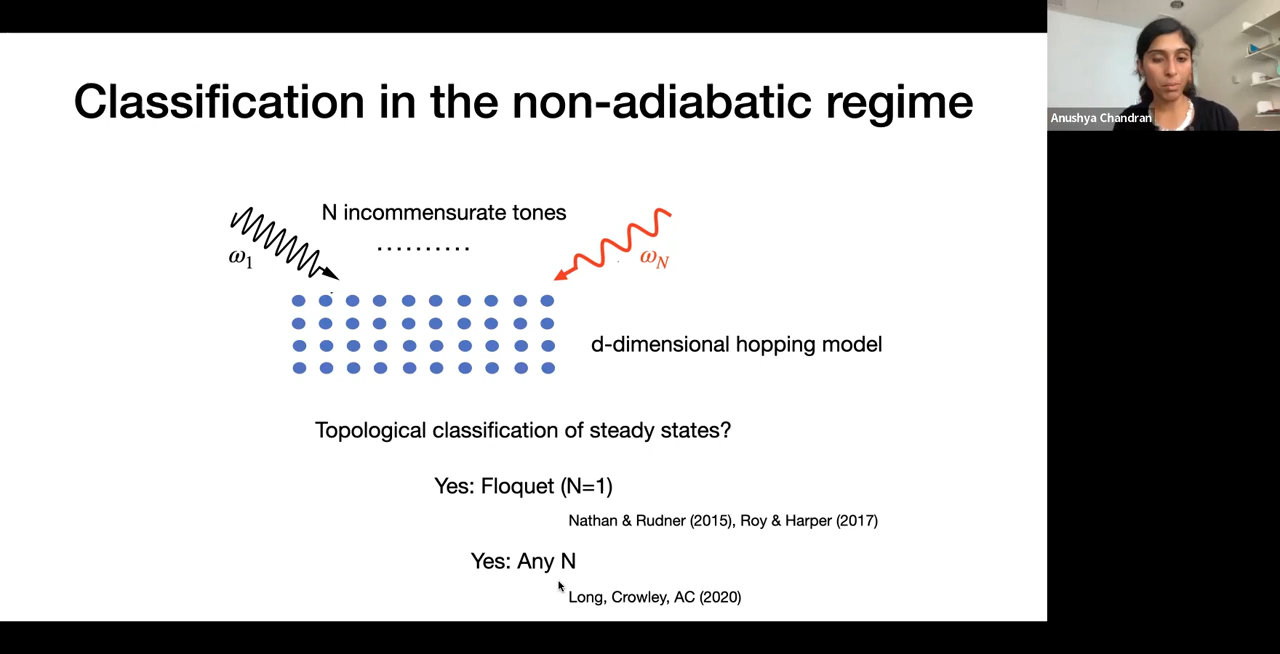 Classification in the non-adiabatic regime
Anushya Chandran
N incommensurate tones
..........
ω1
ωN
d-dimensional hopping model
Topological classification of steady states?
Yes: Floquet (N=1)
Nathan & Rudner (2015), Roy & Harper (2017)
Yes: Any N
Long, Crowley, AC (2020)